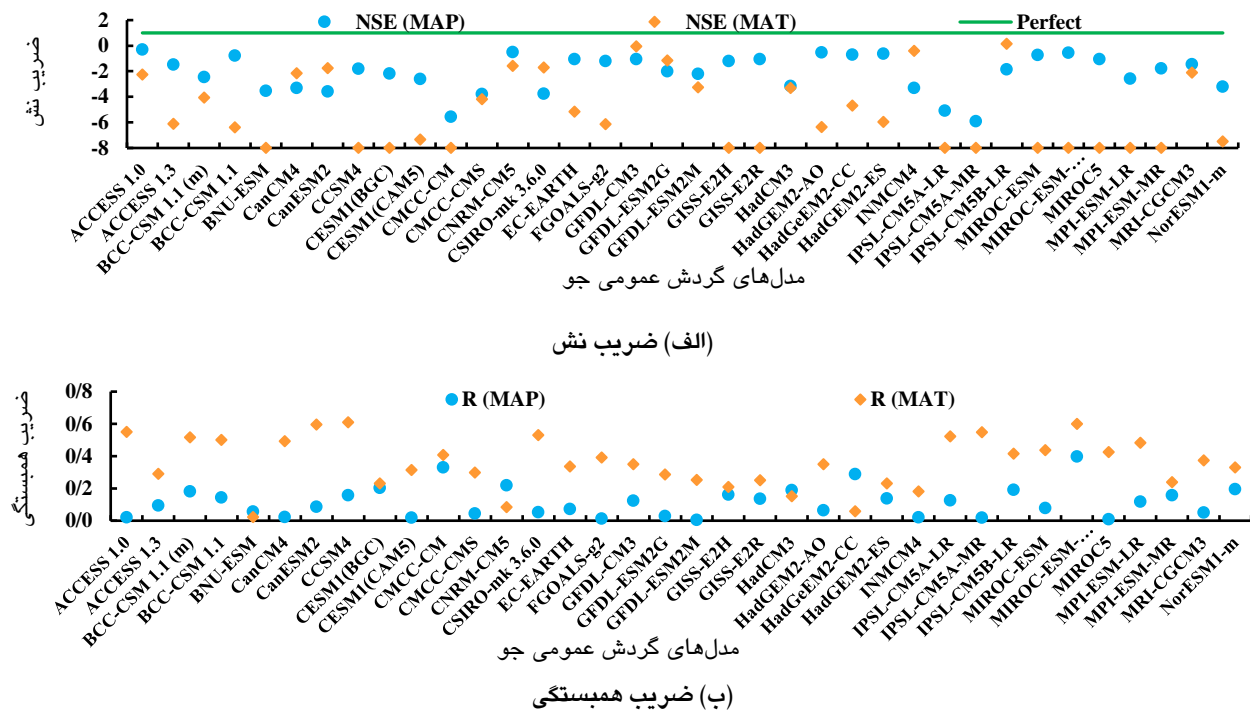 NSE (MAP) NSE (MAT) Perfect
ضریب نش
2
0
-2
-4
-6
-8
ACCESS 1.0
ACCESS 1.3
BCC-CSM 1.1 (m)
BCC-CSM 1.1
BNU-ESM
CanCM4
CanESM2
CCSM4
CESM1(BGC)
CESM1(CAM5)
CMCC-CM
CMCC-CMS
CNRM-CM5
CSIRO-mk 3.6.0
EC-EARTH
FGOALS-g2
GFDL-CM3
GFDL-ESM2G
GFDL-ESM2M
GISS-E2H
GISS-E2R
HadCM3
HadGEM2-AO
HadGeEM2-CC
HadGEM2-ES
INMCM4
IPSL-CM5A-LR
IPSL-CM5A-MR
IPSL-CM5B-LR
MIROC-ESM
MIROC-ESM-…
MIROC5
MPI-ESM-LR
MPI-ESM-MR
MRI-CGCM3
NorESM1-m
مدل‌های گردش عمومی جو
(الف) ضریب نش
R (MAP) R (MAT)
ضریب همبستگی
0/8
0/6
0/4
0/2
0/0
ACCESS 1.0
ACCESS 1.3
BCC-CSM 1.1 (m)
BCC-CSM 1.1
BNU-ESM
CanCM4
CanESM2
CCSM4
CESM1(BGC)
CESM1(CAM5)
CMCC-CM
CMCC-CMS
CNRM-CM5
CSIRO-mk 3.6.0
EC-EARTH
FGOALS-g2
GFDL-CM3
GFDL-ESM2G
GFDL-ESM2M
GISS-E2H
GISS-E2R
HadCM3
HadGEM2-AO
HadGeEM2-CC
HadGEM2-ES
INMCM4
IPSL-CM5A-LR
IPSL-CM5A-MR
IPSL-CM5B-LR
MIROC-ESM
MIROC-ESM-…
MIROC5
MPI-ESM-LR
MPI-ESM-MR
MRI-CGCM3
NorESM1-m
مدل‌های گردش عمومی جو
(ب) ضریب همبستگی